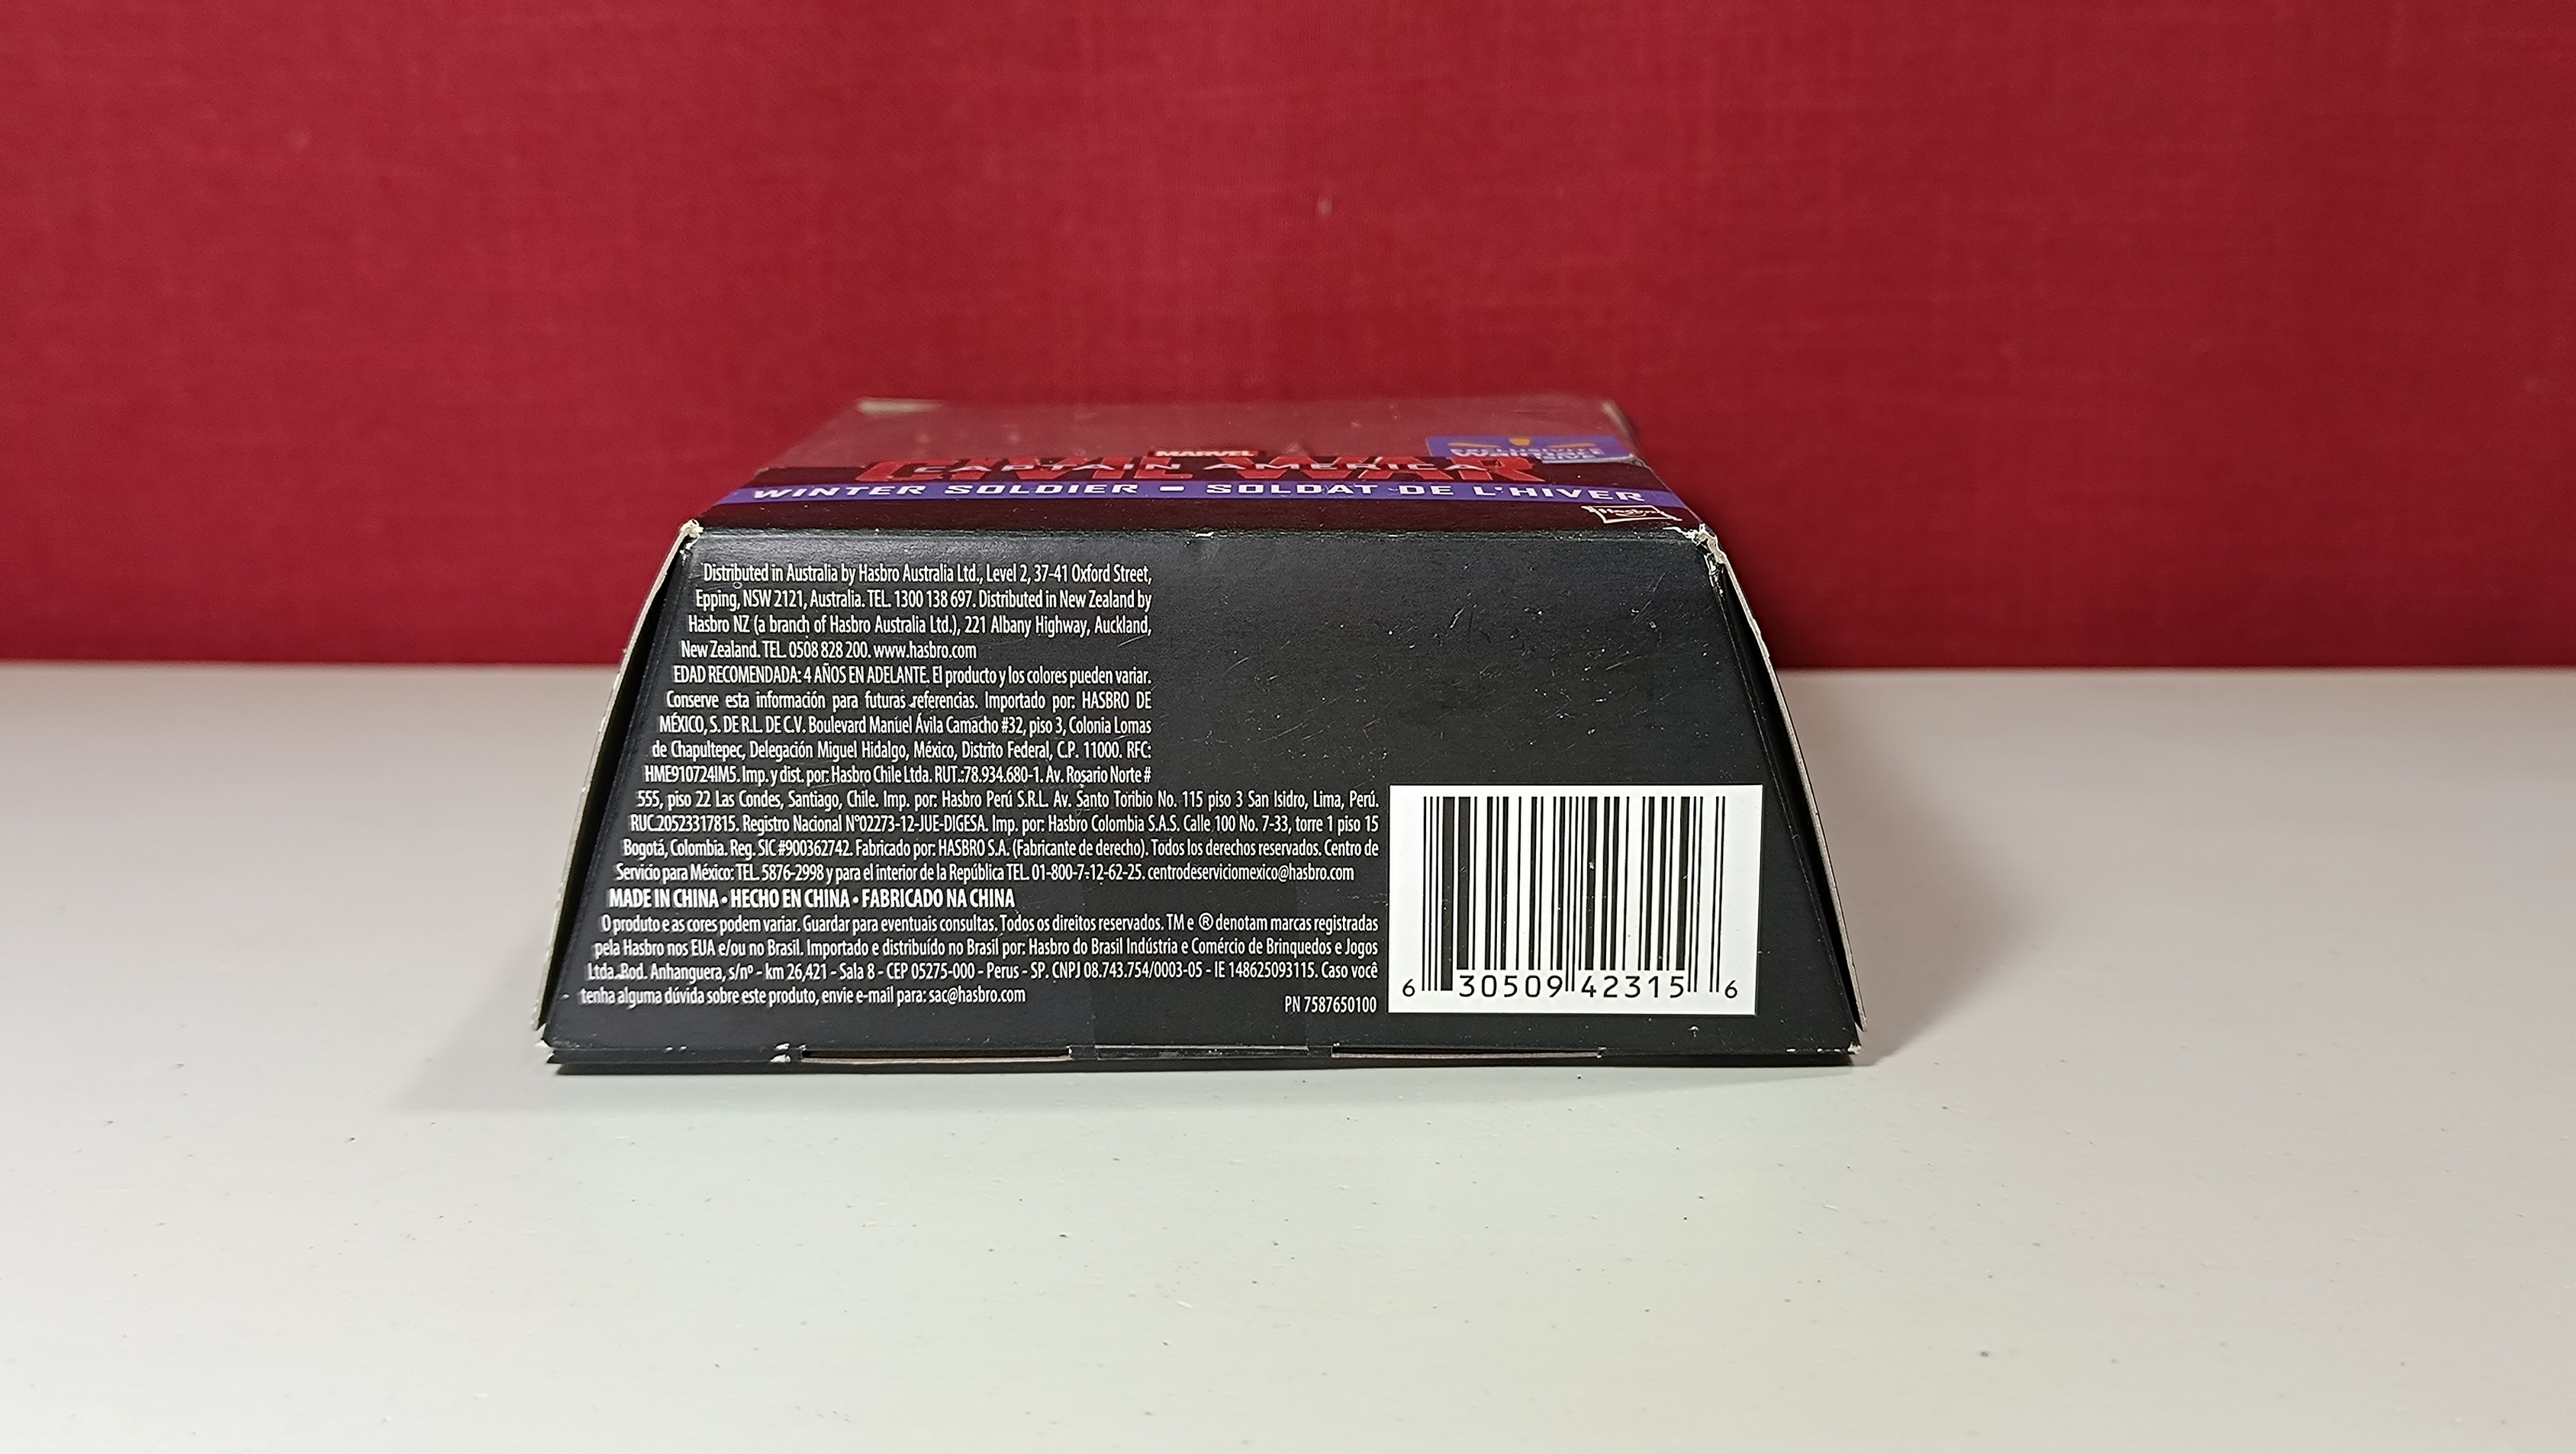 MARVEL
CAPTAIN AMERICA
CIVIL WAR
WINTER SOLDIER - SOLDAT DE L'HIVER
Hasbro
Distributed in Australia by Hasbro Australia Ltd., Level 2, 37-41 Oxford Street,
Epping, NSW 2121, Australia. TEL. 1300 138 697. Distributed in New Zealand by
Hasbro NZ (a branch of Hasbro Australia Ltd.), 221 Albany Highway, Auckland,
New Zealand. TEL. 0508 828 200. www.hasbro.com
EDAD RECOMENDADA: 4 AÑOS EN ADELANTE. El producto y los colores pueden variar.
Conserve esta información para futuras referencias. Importado por: HASBRO DE
MÉXICO, S. DE R.L. DE C.V. Boulevard Manuel Ávila Camacho #32, piso 3, Colonia Lomas
de Chapultepec, Delegación Miguel Hidalgo, México, Distrito Federal, C.P. 11000. RFC:
HME910724IM5. Imp. y dist. por: Hasbro Chile Ltda. RUT.:78.934.680-1. Av. Rosario Norte #
555, piso 22 Las Condes, Santiago, Chile. Imp. por: Hasbro Perú S.R.L. Av. Santo Toribio No. 115 piso 3 San Isidro, Lima, Perú.
RUC.20523317815. Registro Nacional N°02273-12-JUE-DIGESA. Imp. por: Hasbro Colombia S.A.S. Calle 100 No. 7-33, torre 1 piso 15
Bogotá, Colombia. Reg. SIC #900362742. Fabricado por: HASBRO S.A. (Fabricante de derecho). Todos los derechos reservados. Centro de
Servicio para México: TEL. 5876-2998 y para el interior de la República TEL. 01-800-7-12-62-25. centrodeserviciomexico@hasbro.com
MADE IN CHINA • HECHO EN CHINA • FABRICADO NA CHINA
O produto e as cores podem variar. Guardar para eventuais consultas. Todos os direitos reservados. TM e ® denotam marcas registradas
pela Hasbro nos EUA e/ou no Brasil. Importado e distribuído no Brasil por: Hasbro do Brasil Indústria e Comércio de Brinquedos e Jogos
Ltda. Rod. Anhanguera, s/nº - km 26,421 - Sala 8 - CEP 05275-000 - Perus - SP. CNPJ 08.743.754/0003-05 - IE 148625093115. Caso você
tenha alguma dúvida sobre este produto, envie e-mail para: sac@hasbro.com
PN 7587650100
6 30509 42315 6